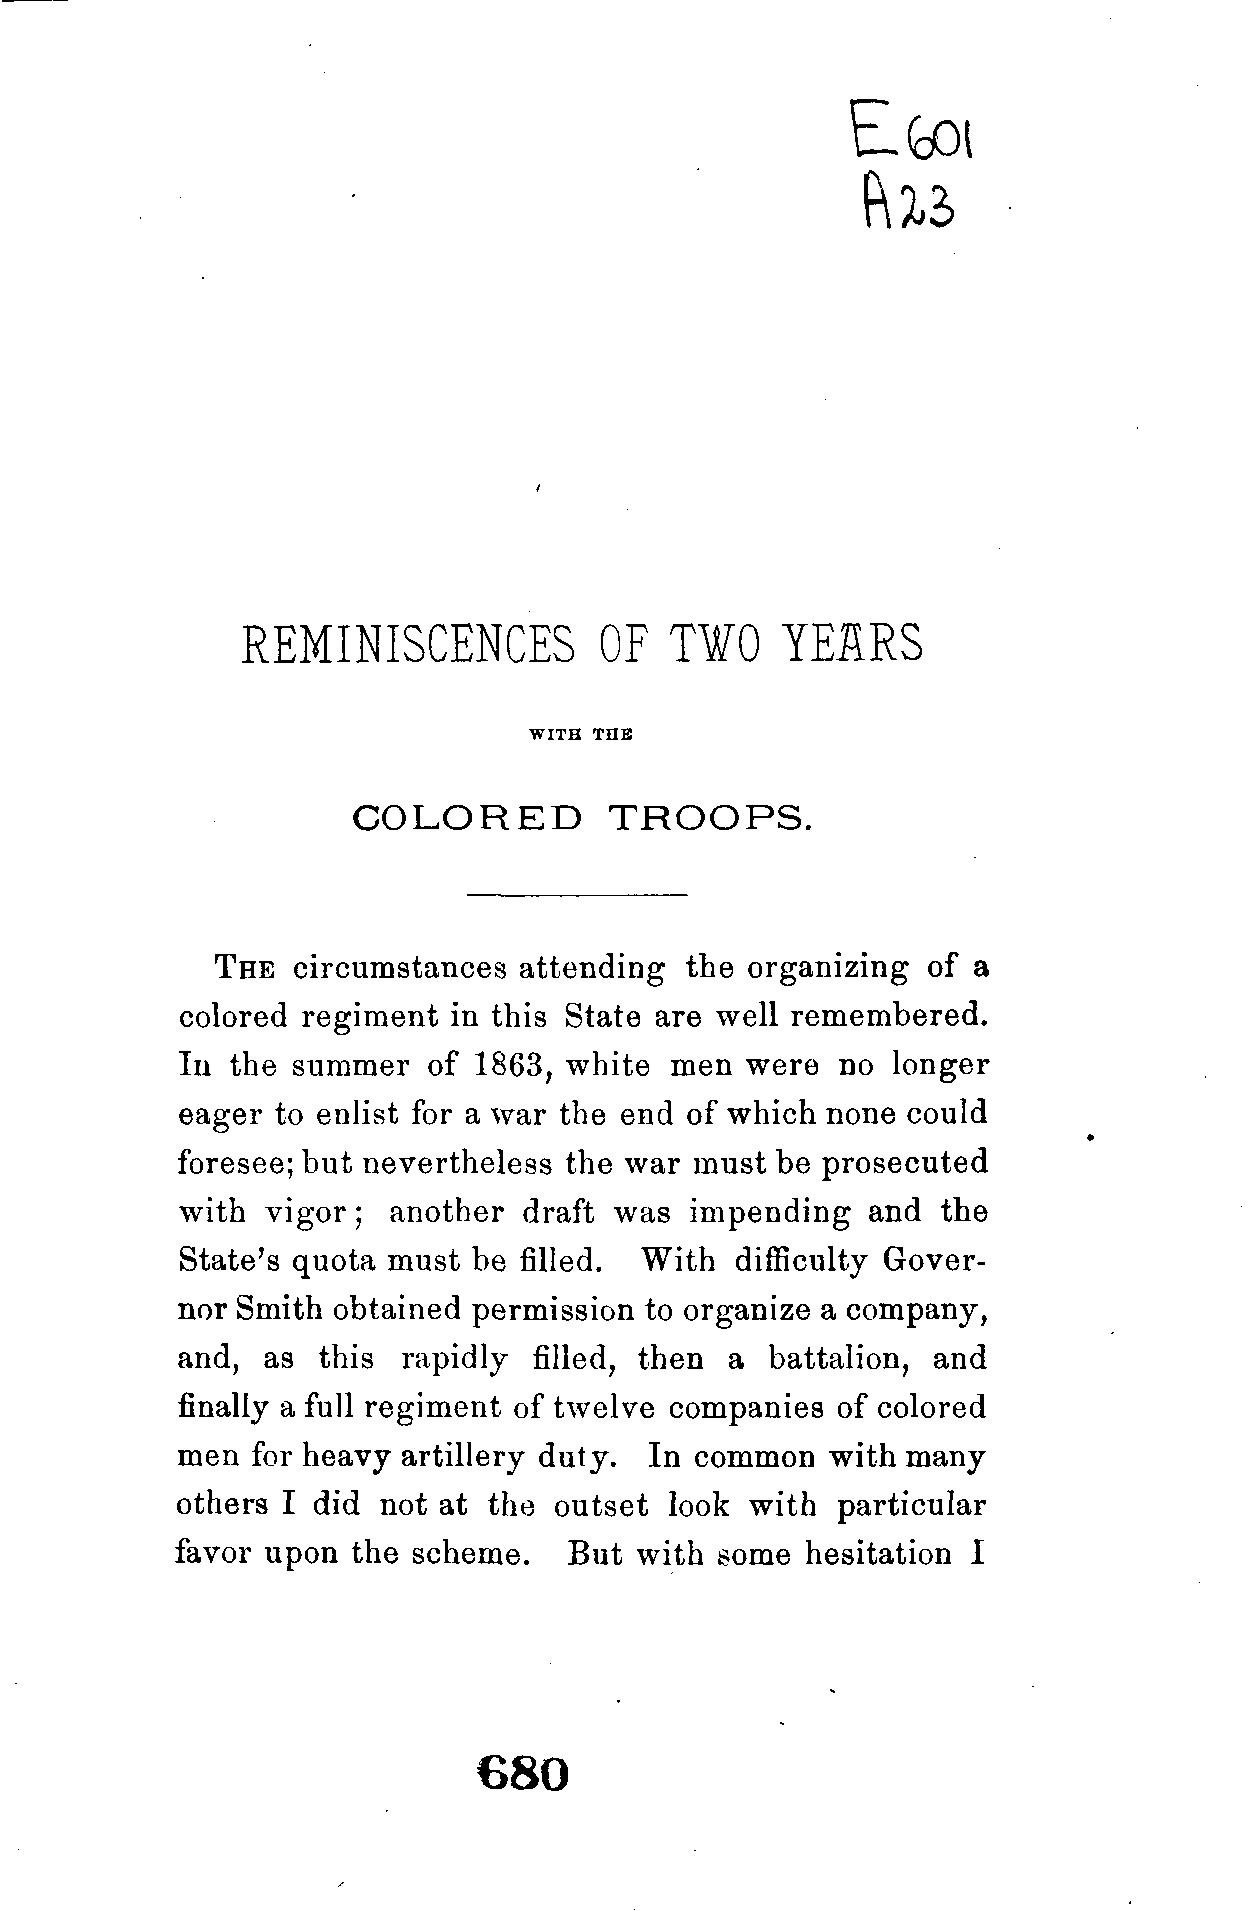 E601
A23
REMINISCENCES OF TWO YEARS
WITH THE
COLORED TROOPS.
THE circumstances attending the organizing of a
colored regiment in this State are well remembered.
In the summer of 1863, white men were no longer
eager to enlist for a war the end of which none could
foresee; but nevertheless the war must be prosecuted
with vigor; another draft was impending and the
State's quota must be filled. With difficulty Gover-
nor Smith obtained permission to organize a company,
and, as this rapidly filled, then a battalion, and
finally a full regiment of twelve companies of colored
men for heavy artillery duty. In common with many
others I did not at the outset look with particular
favor upon the scheme. But with some hesitation I
680